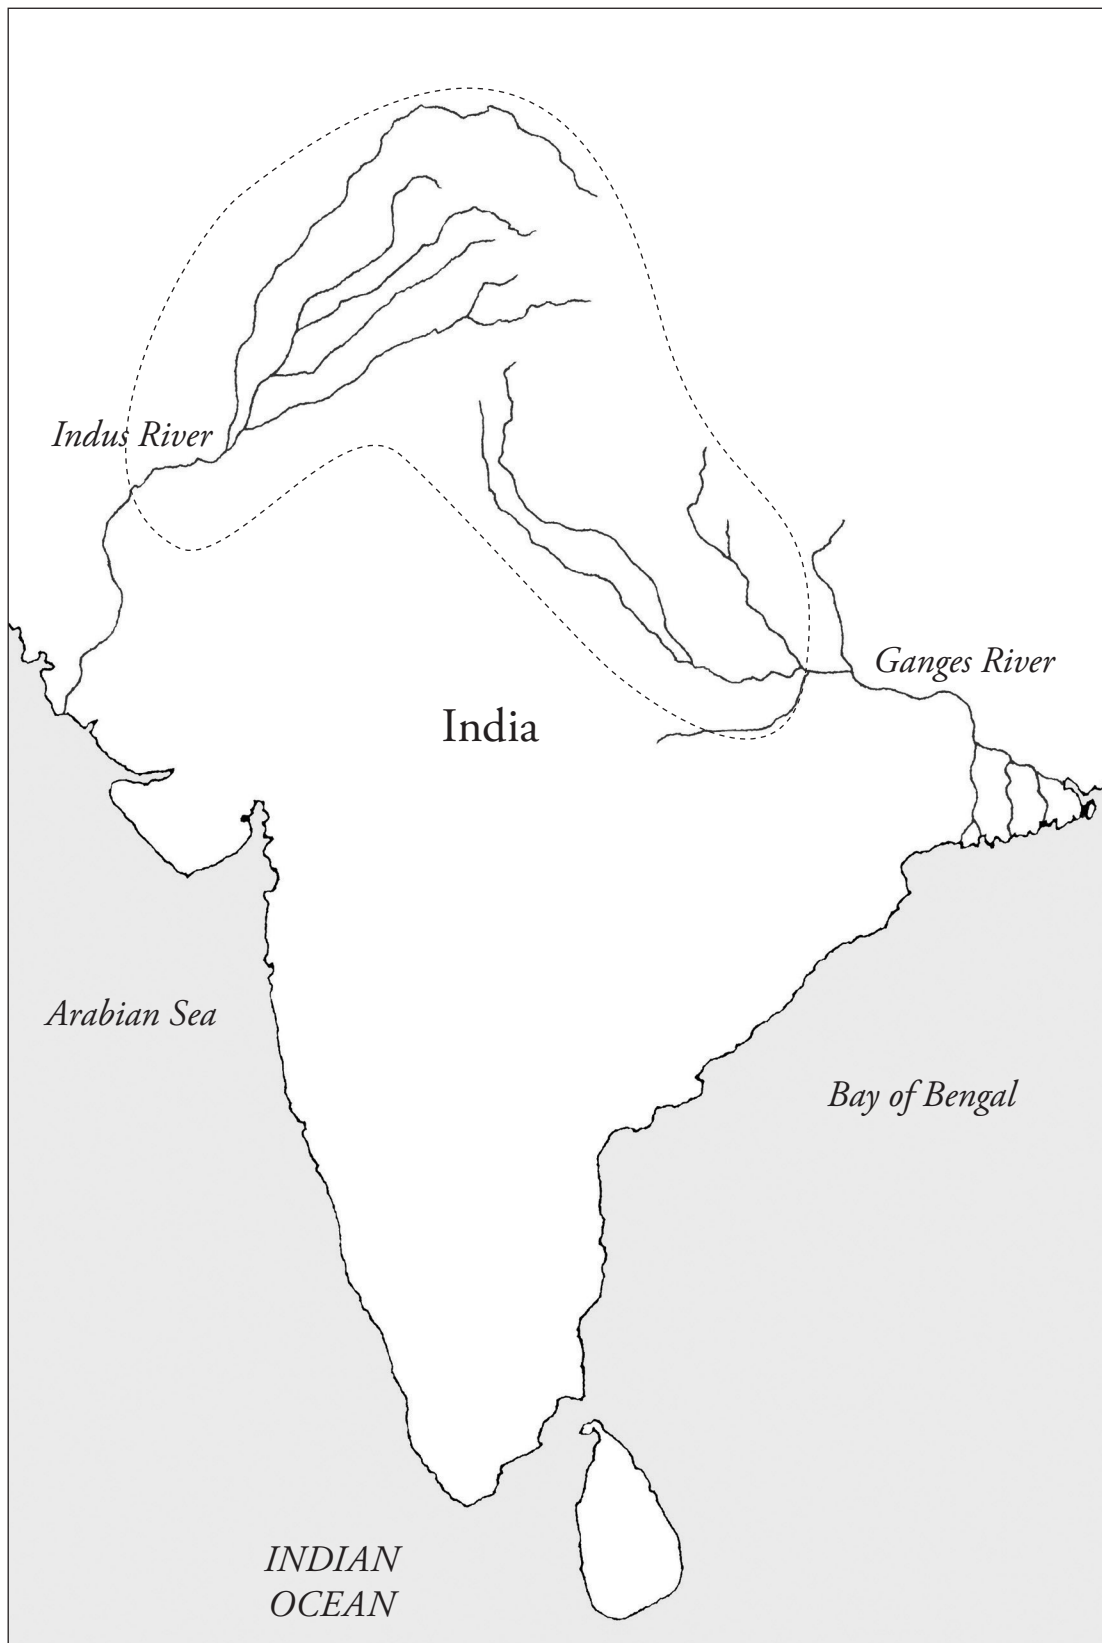 Indus River
Ganges River
India
Arabian Sea
Bay of Bengal
INDIAN
OCEAN